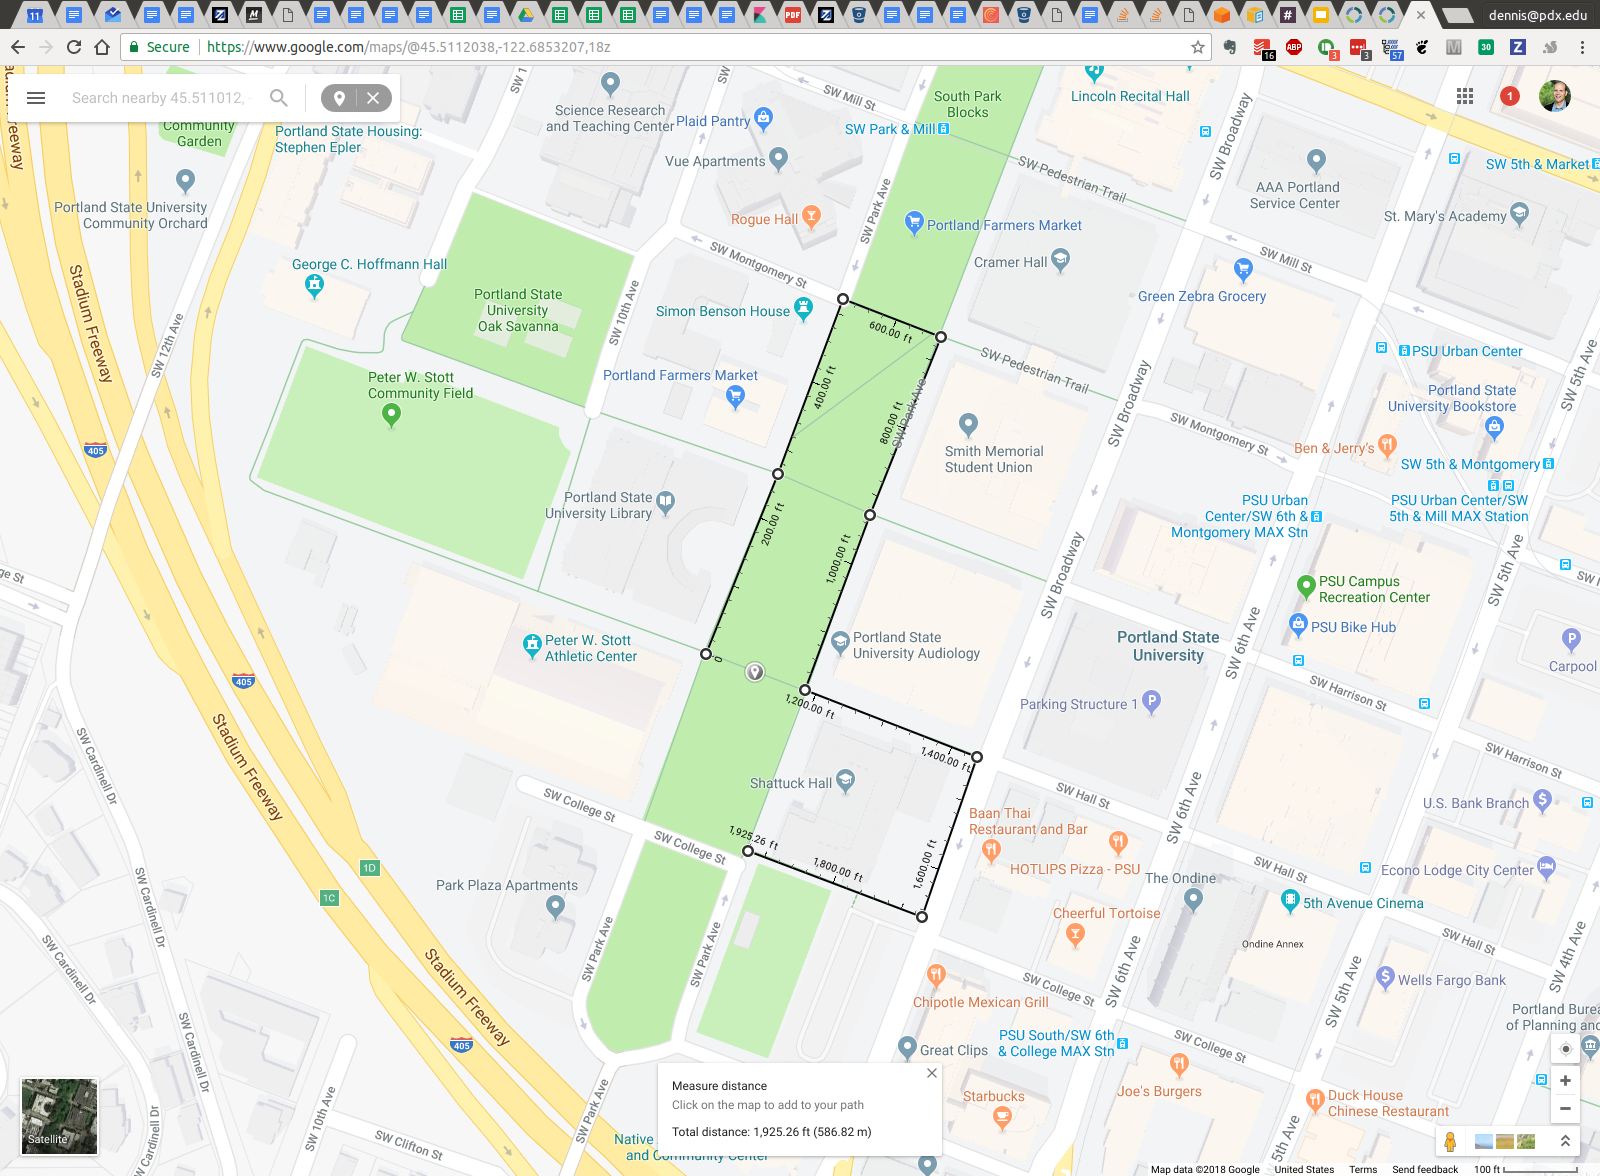 dennis@pdx.edu
Secure
https://www.google.com/maps/@45.5112038,-122.6853207,18z
16
3
3
30
57
Search nearby 45.511012, -
1
Community
Garden
Portland State Housing:
Stephen Epler
Science Research
and Teaching Center
Plaid Pantry
Vue Apartments
Rogue Hall
SW Mill St
SW Park & Mill
South Park
Blocks
Lincoln Recital Hall
SW Broadway
SW Pedestrian Trail
AAA Portland
Service Center
SW 5th & Market
St. Mary's Academy
Portland State University
Community Orchard
Stadium Freeway
SW 12th Ave
George C. Hoffmann Hall
Portland State
University
Oak Savanna
SW 10th Ave
SW Montgomery St
SW Park Ave
Portland Farmers Market
Cramer Hall
SW Mill St
Green Zebra Grocery
Simon Benson House
600.00 ft
400.00 ft
800.00 ft
SW Park Ave
SW Pedestrian Trail
SW Broadway
PSU Urban Center
Portland State
University Bookstore
SW 5th Ave
Peter W. Stott
Community Field
Portland Farmers Market
Smith Memorial
Student Union
SW Montgomery St
Ben & Jerry's
SW 5th & Montgomery
405
Portland State
University Library
200.00 ft
1,000.00 ft
PSU Urban
Center/SW 6th &
Montgomery MAX Stn
PSU Urban Center/SW
5th & Mill MAX Station
SW Broadway
SW 5th Ave
PSU Campus
Recreation Center
PSU Bike Hub
Carpool
Peter W. Stott
Athletic Center
0
Portland State
University Audiology
Portland State
University
SW 6th Ave
405
1,200.00 ft
Parking Structure 1
SW Harrison St
SW Harrison St
Stadium Freeway
SW Cardinell Dr
1,400.00 ft
Shattuck Hall
SW College St
SW College St
SW Hall St
SW 6th Ave
U.S. Bank Branch
Baan Thai
Restaurant and Bar
HOTLIPS Pizza - PSU
1,925.26 ft
1,800.00 ft
1,600.00 ft
1D
1C
SW Hall St
Econo Lodge City Center
Park Plaza Apartments
The Ondine
5th Avenue Cinema
Cheerful Tortoise
Ondine Annex
SW Hall St
SW Cardinell Dr
SW Cardinell Dr
SW Park Ave
SW Park Ave
SW 6th Ave
SW 5th Ave
SW 4th Ave
Wells Fargo Bank
Stadium Freeway
Chipotle Mexican Grill
SW College St
Portland Burea
of Planning and
SW Cardinell Dr
405
PSU South/SW 6th
& College MAX Stn
SW College St
Great Clips
Joe's Burgers
Starbucks
Duck House
Chinese Restaurant
SW Cardinell Dr
SW 10th Ave
SW Clifton St
SW Park Ave
SW 5th Ave
Native
and Community Center
Measure distance
Click on the map to add to your path
Total distance: 1,925.26 ft (586.82 m)
Satellite
Map data ©2018 Google
United States
Terms
Send feedback
100 ft